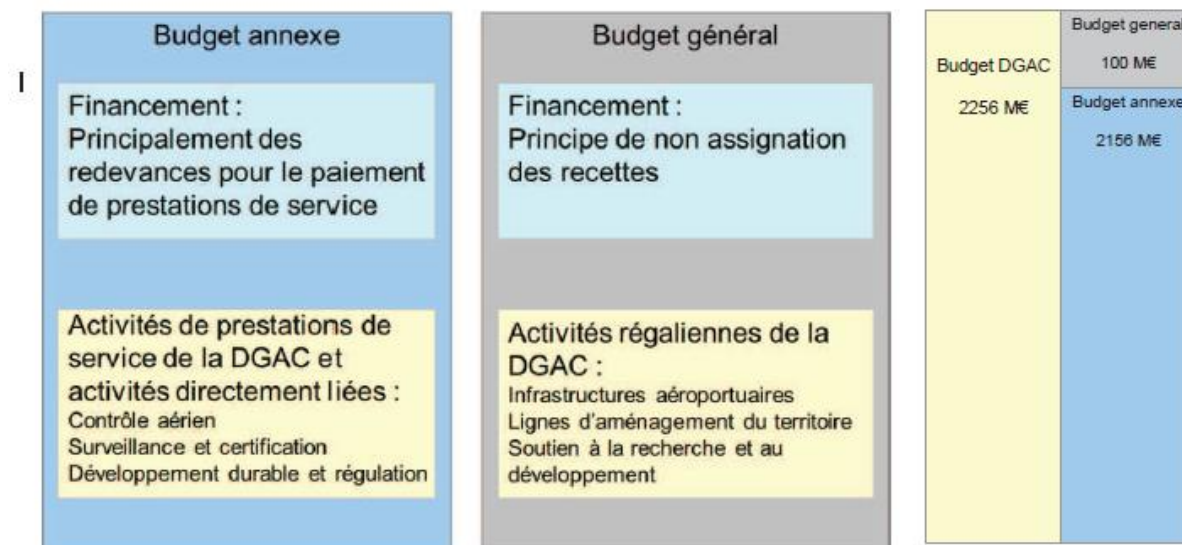 Budget annexe
Financement :
Principalement des
redevances pour le paiement
de prestations de service
Activités de prestations de
service de la DGAC et
activités directement liées :
Contrôle aérien
Surveillance et certification
Développement durable et régulation
Budget général
Financement :
Principe de non assignation
des recettes
Activités régaliennes de la
DGAC :
Infrastructures aéroportuaires
Lignes d'aménagement du territoire
Soutien à la recherche et au
développement
Budget DGAC
2256 M€
Budget general
100 M€
Budget annexe
2156 M€